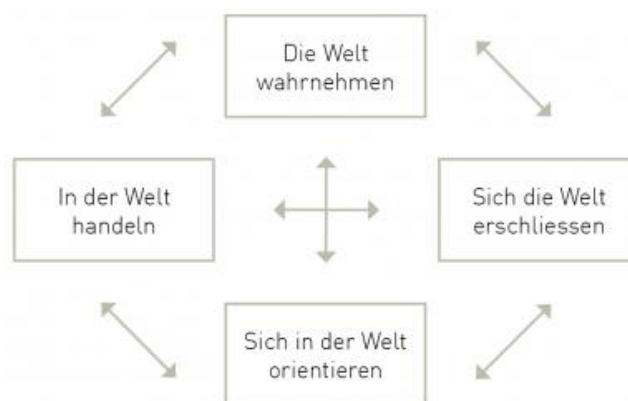 Die Welt
wahrnehmen
In der Welt
handeln
Sich die Welt
erschliessen
Sich in der Welt
orientieren